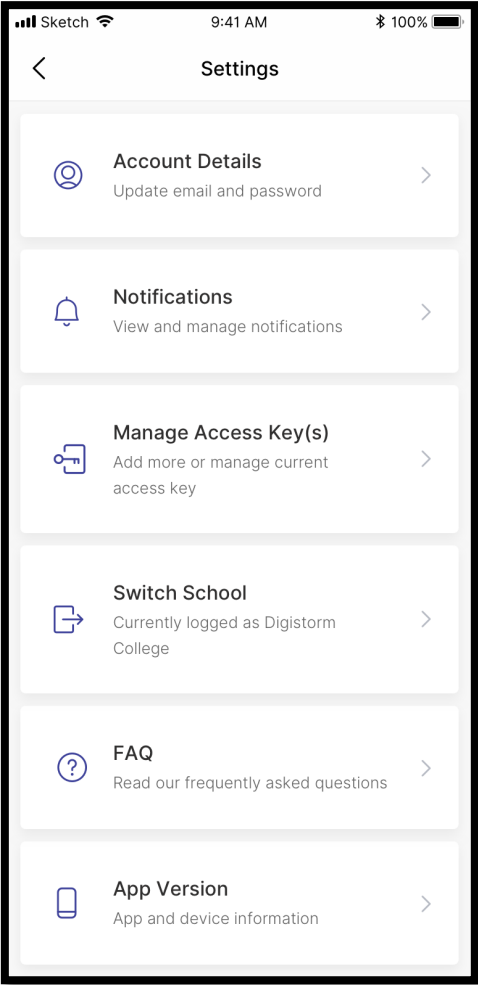 Sketch 9:41 AM 100%
Settings
Account Details
Update email and password
Notifications
View and manage notifications
Manage Access Key(s)
Add more or manage current
access key
Switch School
Currently logged as Digistorm
College
FAQ
Read our frequently asked questions
App Version
App and device information